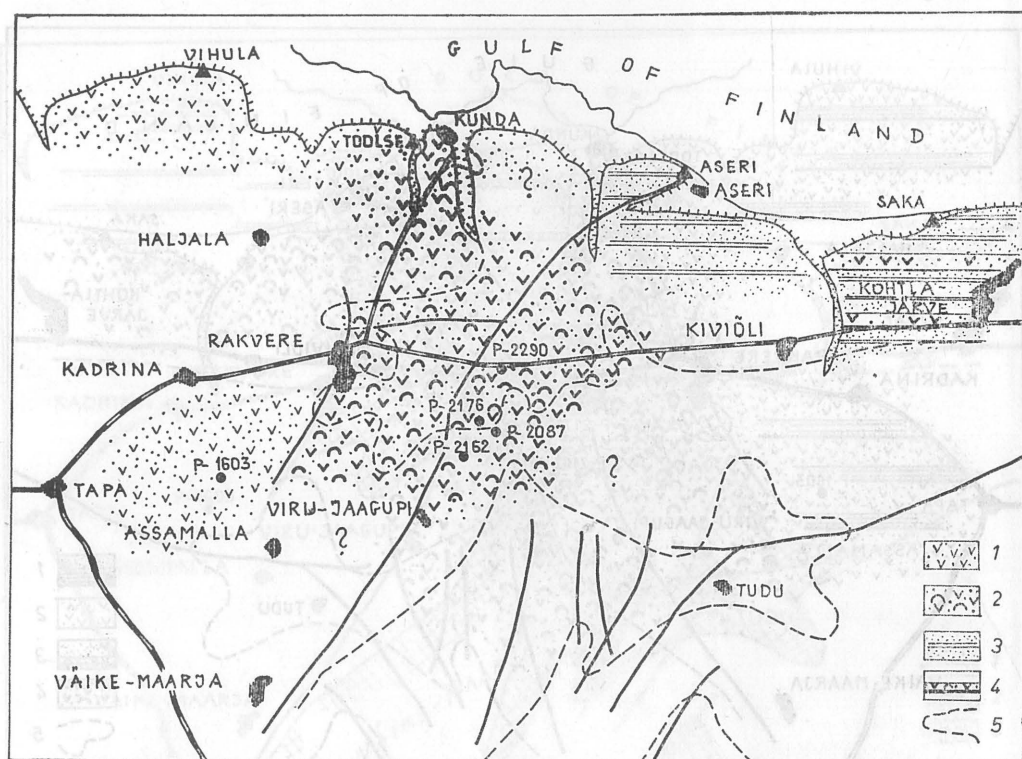 GULF OF FINLAND
VIHULA
KUNDA
TOOLSE
?
ASERI
ASERI
SAKA
HALJALA
KOHTLA-
JÄRVE
RAKVERE
KIVIÕLI
P-2290
KADRINA
P-2176
P-2087
P-2162
P-1603
?
TAPA
VIRU-JAAGUPI
ASSAMALLA
?
1
2
TUDU
3
VÄIKE-MAARJA
4
5